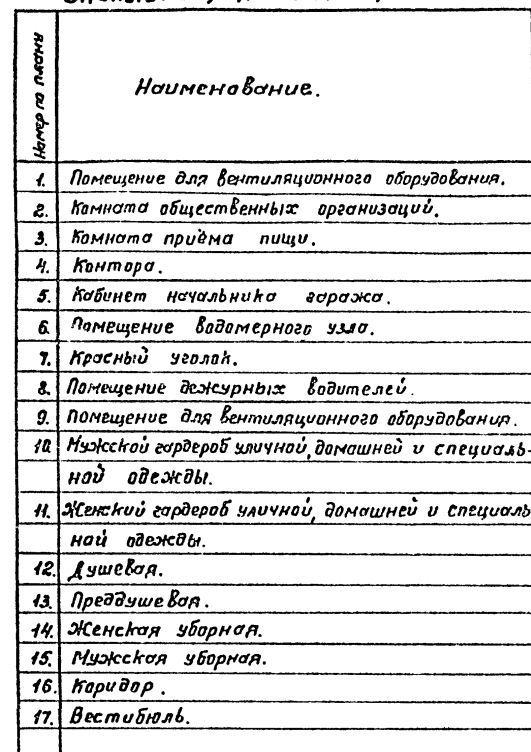 Номер по плану
Наименование.
1. Помещение для вентиляционного оборудования.
2. Комната общественных организаций.
3. Комната приёма пищи.
4. Контора.
5. Кабинет начальника гаража.
6. Помещение водомерного узла.
7. Красный уголок.
8. Помещение дежурных водителей.
9. Помещение для вентиляционного оборудования.
10. Мужской гардероб уличной, домашней и специаль-
ной одежды.
11. Женский гардероб уличной, домашней и специаль
ной одежды.
12. Душевая.
13. Преддушевая.
14. Женская уборная.
15. Мужская уборная.
16. Коридор.
17. Вестибюль.